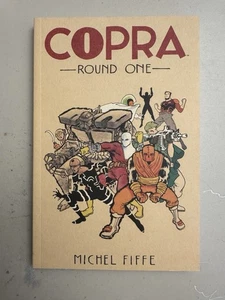 COPRA
ROUND ONE
MICHEL FIFFE